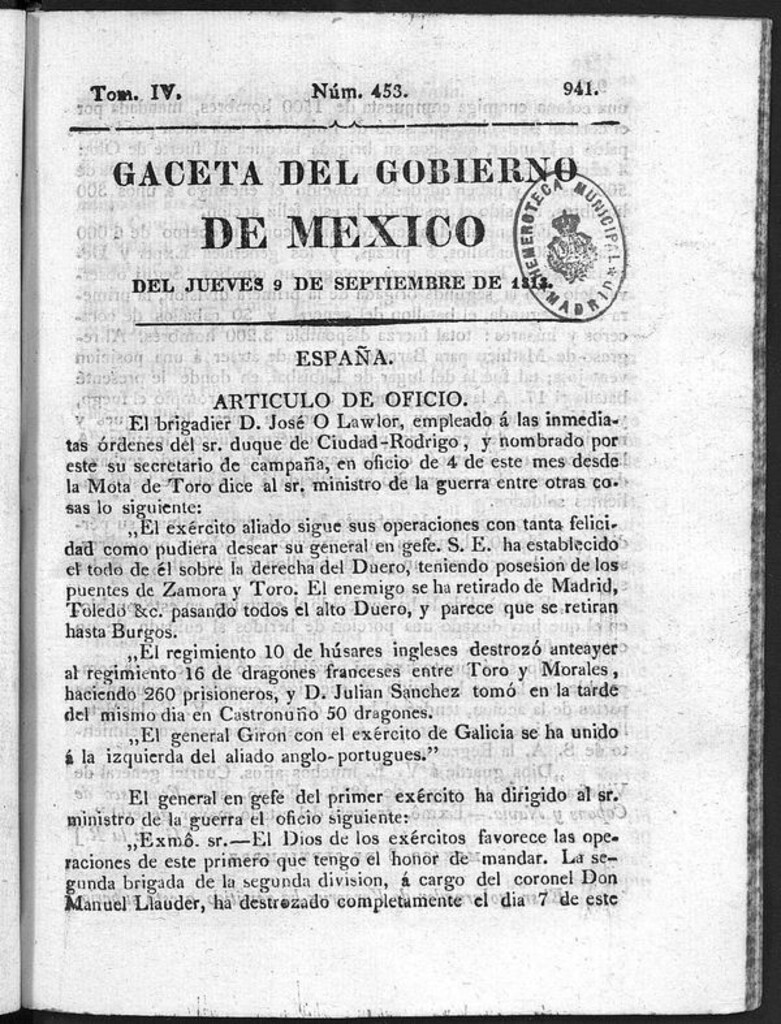 Tom. IV. Núm. 453. 941.
GACETA DEL GOBIERNO
DE MEXICO
DEL JUEVES 9 DE SEPTIEMBRE DE
HEMEROTECA MUNICIPAL
MADRID
ESPAÑA.
ARTICULO DE OFICIO.
El brigadier D. José O Lawlor, empleado á las inmedia-
tas órdenes del sr. duque de Ciudad-Rodrigo, y nombrado por
este su secretario de campaña, en oficio de 4 de este mes desde
la Mota de Toro dice al sr. ministro de la guerra entre otras co-
sas lo siguiente:
„El exército aliado sigue sus operaciones con tanta felici-
dad como pudiera desear su general en gefe. S. E. ha establecido
el todo de él sobre la derecha del Duero, teniendo posesion de los
puentes de Zamora y Toro. El enemigo se ha retirado de Madrid,
Toledo &c. pasando todos el alto Duero, y parece que se retiran
hasta Burgos.
„El regimiento 10 de húsares ingleses destrozó anteayer
al regimiento 16 de dragones franceses entre Toro y Morales,
haciendo 260 prisioneros, y D. Julian Sanchez tomó en la tarde
del mismo dia en Castronuño 50 dragones.
„El general Giron con el exército de Galicia se ha unido
á la izquierda del aliado anglo-portugues.”
El general en gefe del primer exército ha dirigido al sr.
ministro de la guerra el oficio siguiente:
„Exmô. sr.—El Dios de los exércitos favorece las ope-
raciones de este primero que tengo el honor de mandar. La se-
gunda brigada de la segunda division, á cargo del coronel Don
Manuel Llauder, ha destrozado completamente el dia 7 de este